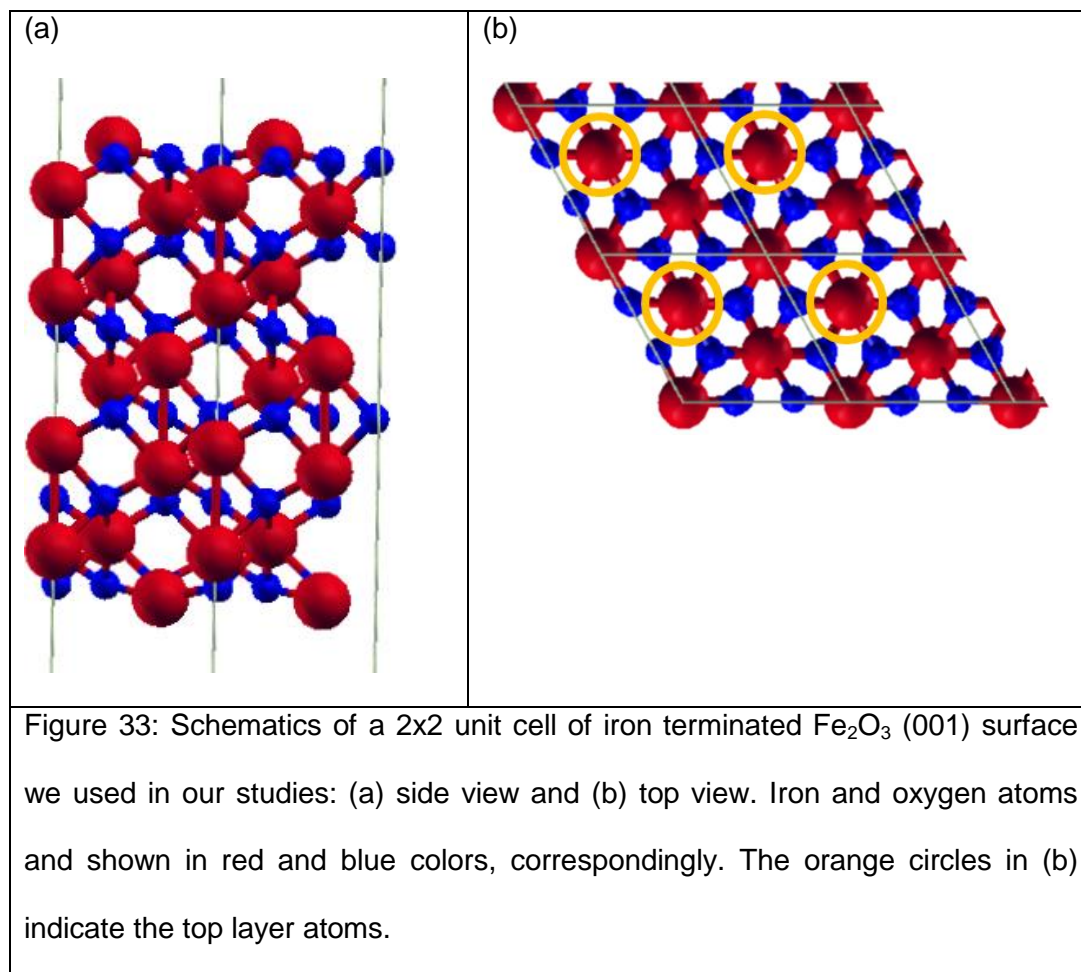 (a)
(b)
Figure 33: Schematics of a 2x2 unit cell of iron terminated Fe₂O₃ (001) surface
we used in our studies: (a) side view and (b) top view. Iron and oxygen atoms
and shown in red and blue colors, correspondingly. The orange circles in (b)
indicate the top layer atoms.